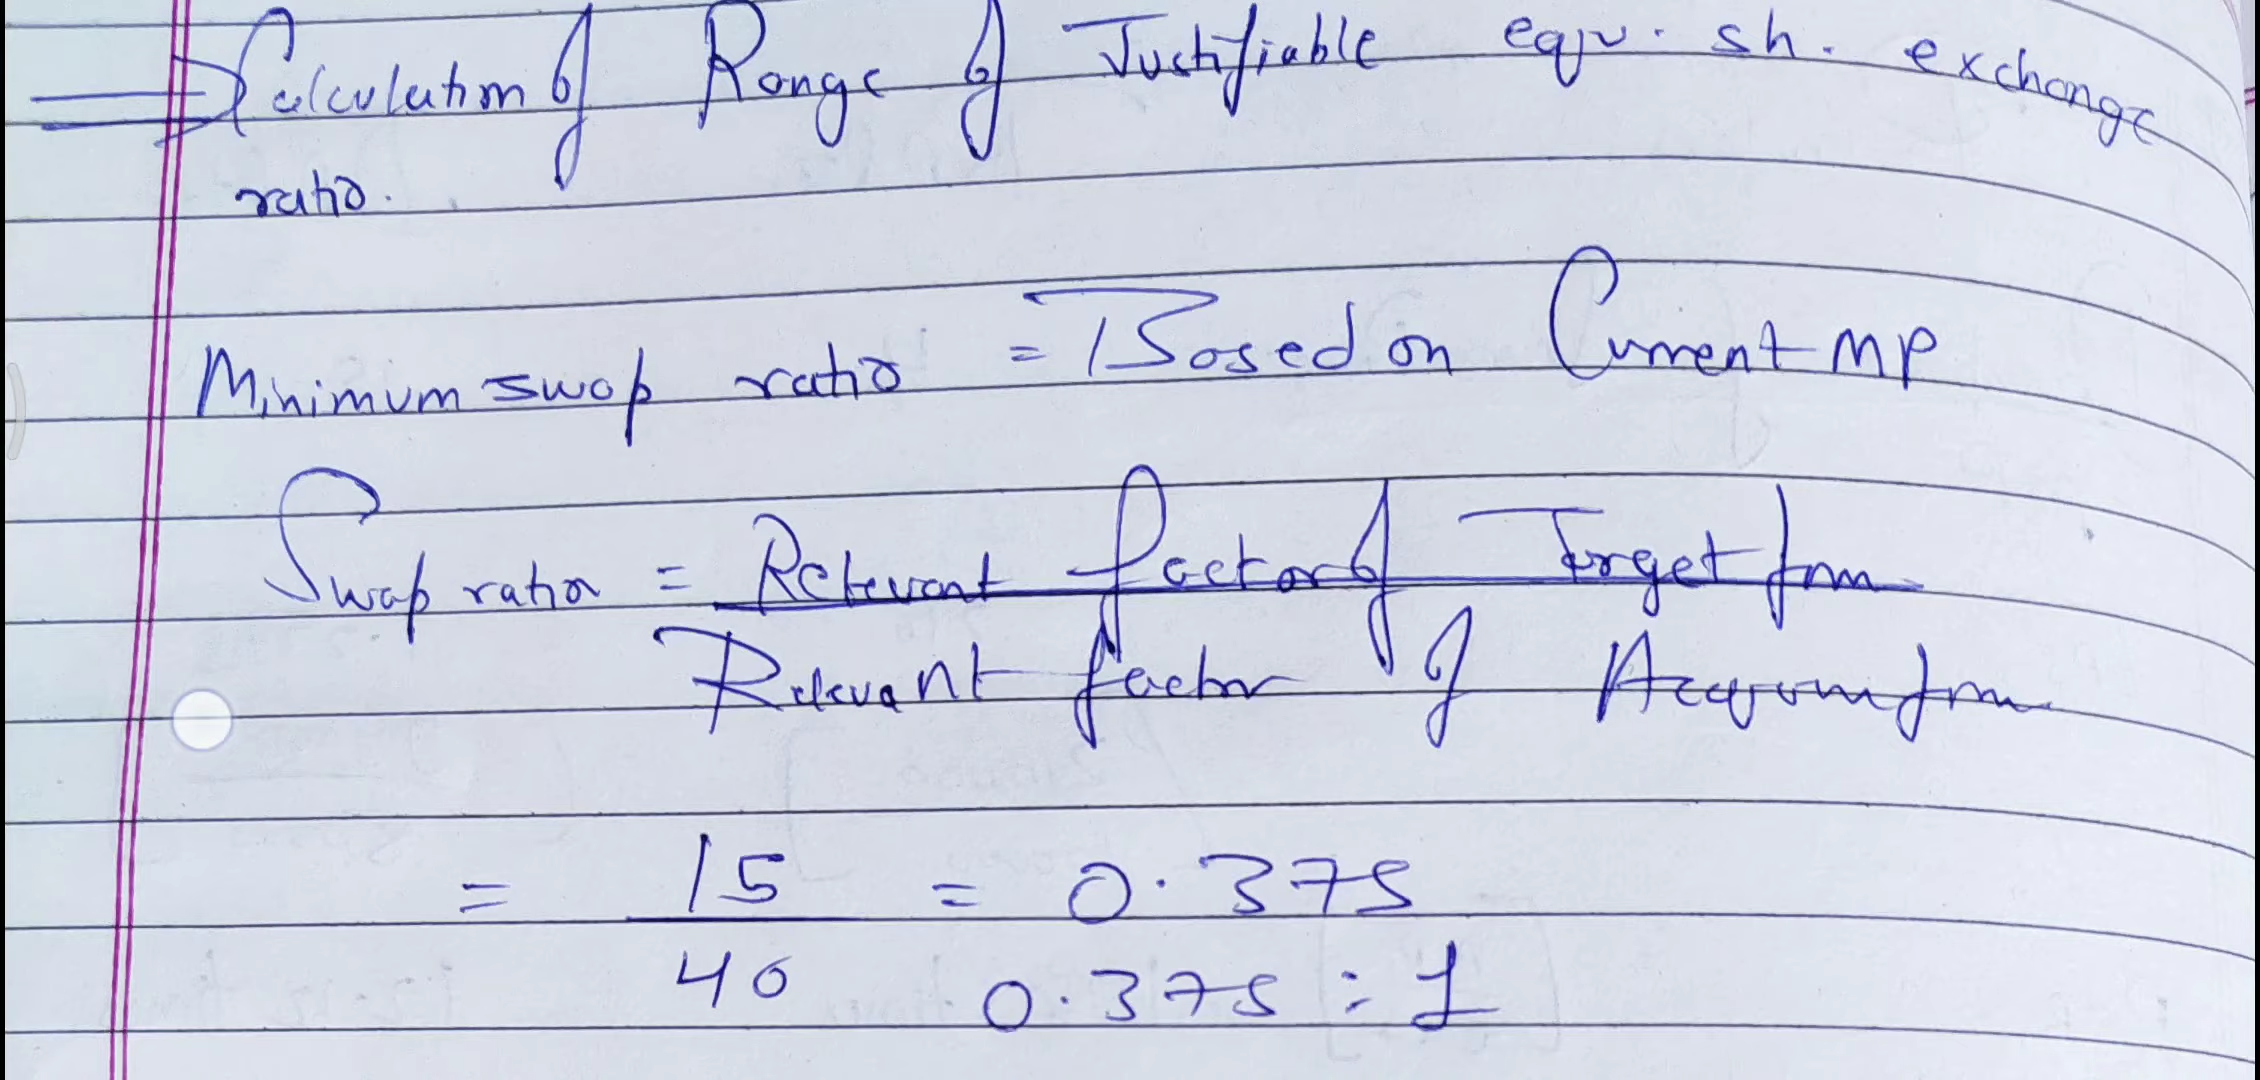 Calculation of Range of Justifiable equ. sh. exchange
ratio.
Minimum swap ratio = Based on Current MP
Swap ratio = Relevant factor of Target firm
Relevant factor of Acquirer firm
= 15 = 0.375
40 0.375 : 1